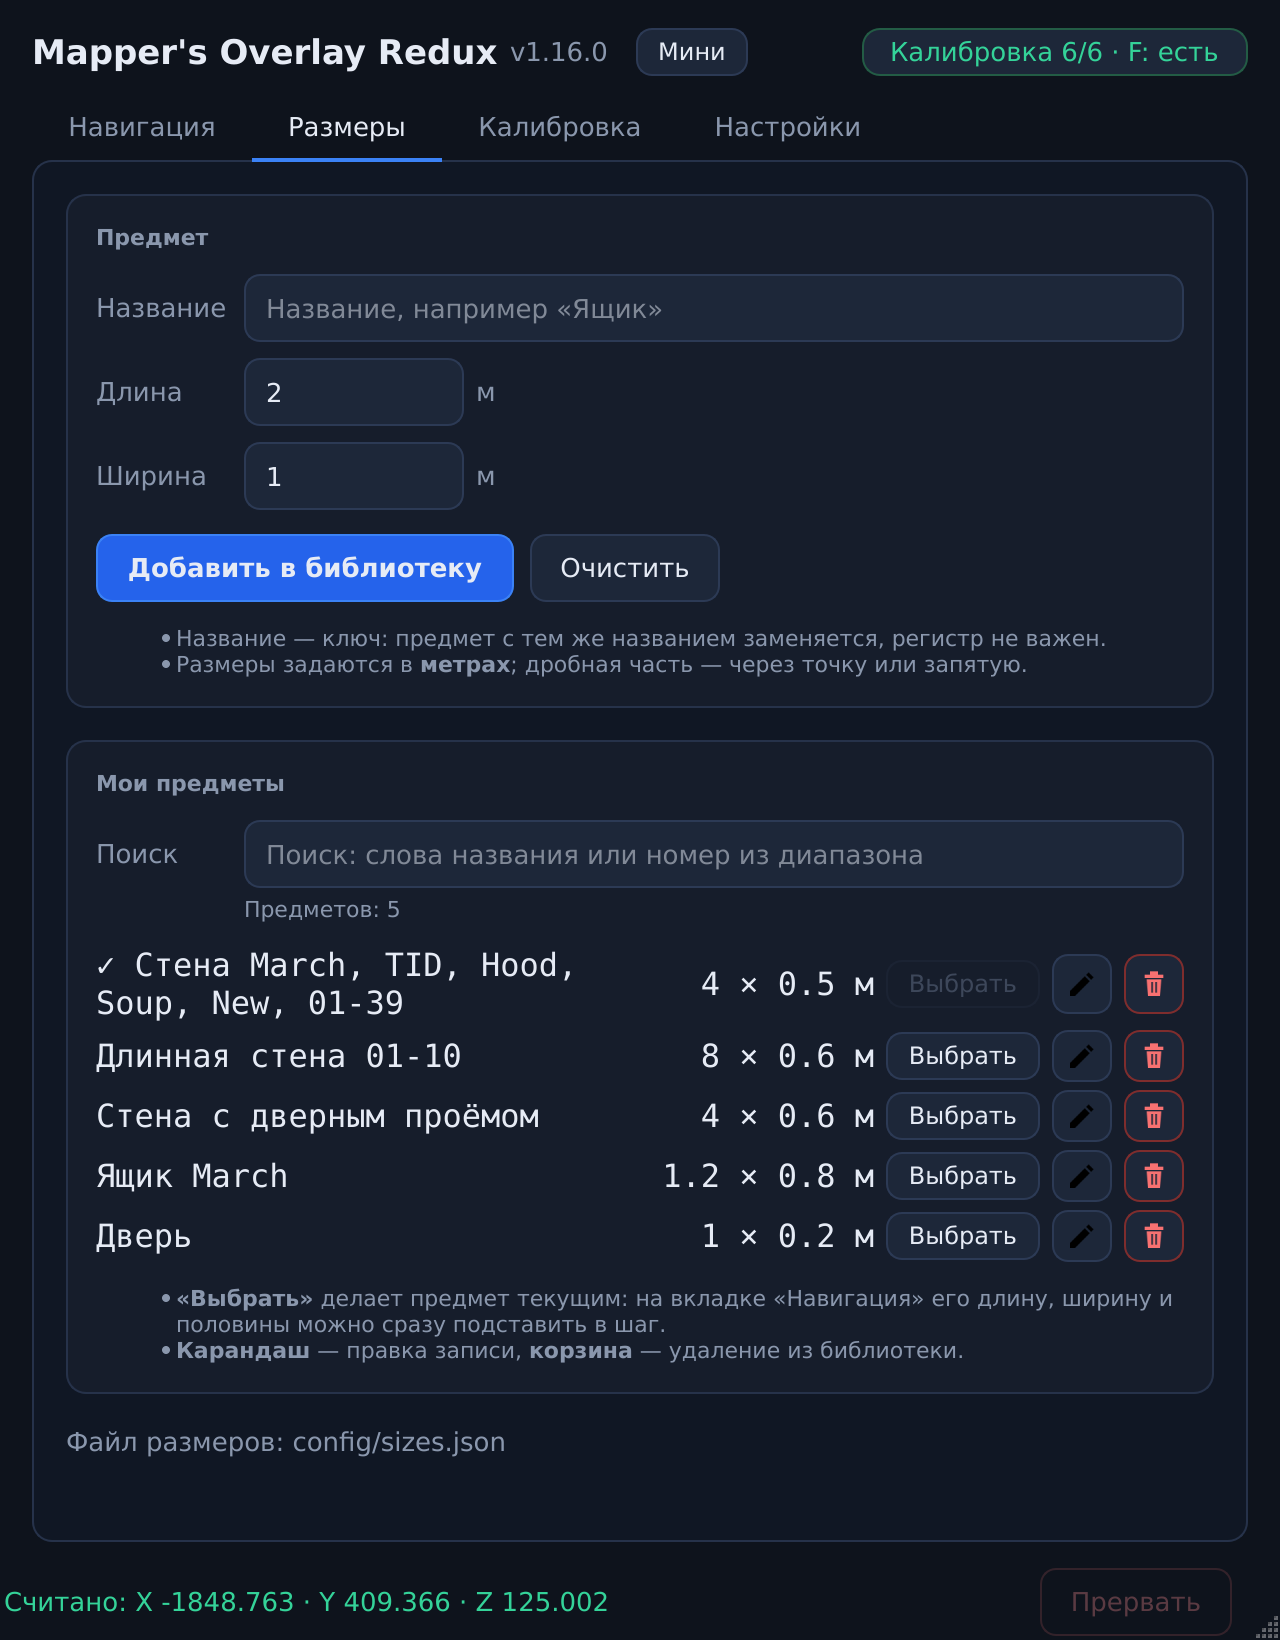 Mapper's Overlay Redux v1.16.0 Мини Калибровка 6/6 · F: есть
Навигация Размеры Калибровка Настройки
Предмет
Название Название, например «Ящик»
Длина 2 м
Ширина 1 м
Добавить в библиотеку Очистить
• Название — ключ: предмет с тем же названием заменяется, регистр не важен.
• Размеры задаются в метрах; дробная часть — через точку или запятую.
Мои предметы
Поиск Поиск: слова названия или номер из диапазона
Предметов: 5
✓ Стена March, TID, Hood,
Soup, New, 01-39 4 × 0.5 м Выбрать
Длинная стена 01-10 8 × 0.6 м Выбрать
Стена с дверным проёмом 4 × 0.6 м Выбрать
Ящик March 1.2 × 0.8 м Выбрать
Дверь 1 × 0.2 м Выбрать
• «Выбрать» делает предмет текущим: на вкладке «Навигация» его длину, ширину и
половины можно сразу подставить в шаг.
• Карандаш — правка записи, корзина — удаление из библиотеки.
Файл размеров: config/sizes.json
Считано: X -1848.763 · Y 409.366 · Z 125.002 Прервать